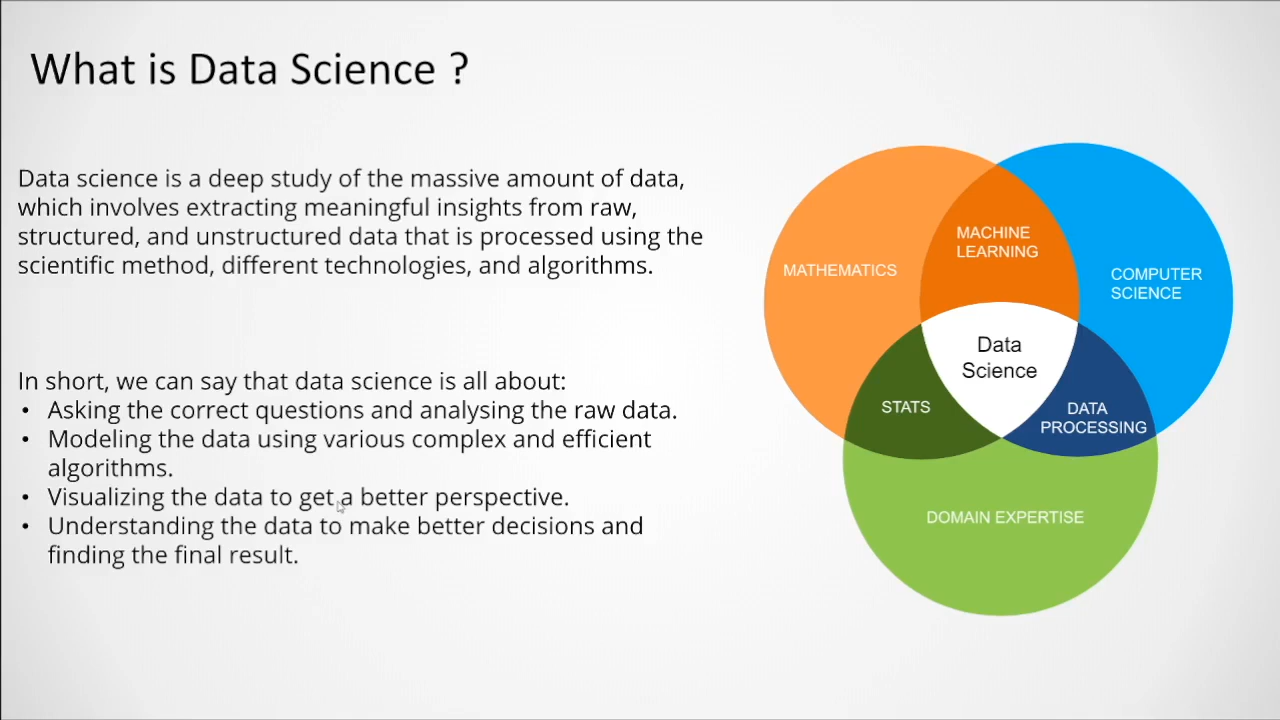 What is Data Science ?
Data science is a deep study of the massive amount of data,
which involves extracting meaningful insights from raw,
structured, and unstructured data that is processed using the
scientific method, different technologies, and algorithms.
In short, we can say that data science is all about:
• Asking the correct questions and analysing the raw data.
• Modeling the data using various complex and efficient
algorithms.
• Visualizing the data to get a better perspective.
• Understanding the data to make better decisions and
finding the final result.
MATHEMATICS
MACHINE
LEARNING
COMPUTER
SCIENCE
Data
Science
STATS
DATA
PROCESSING
DOMAIN EXPERTISE